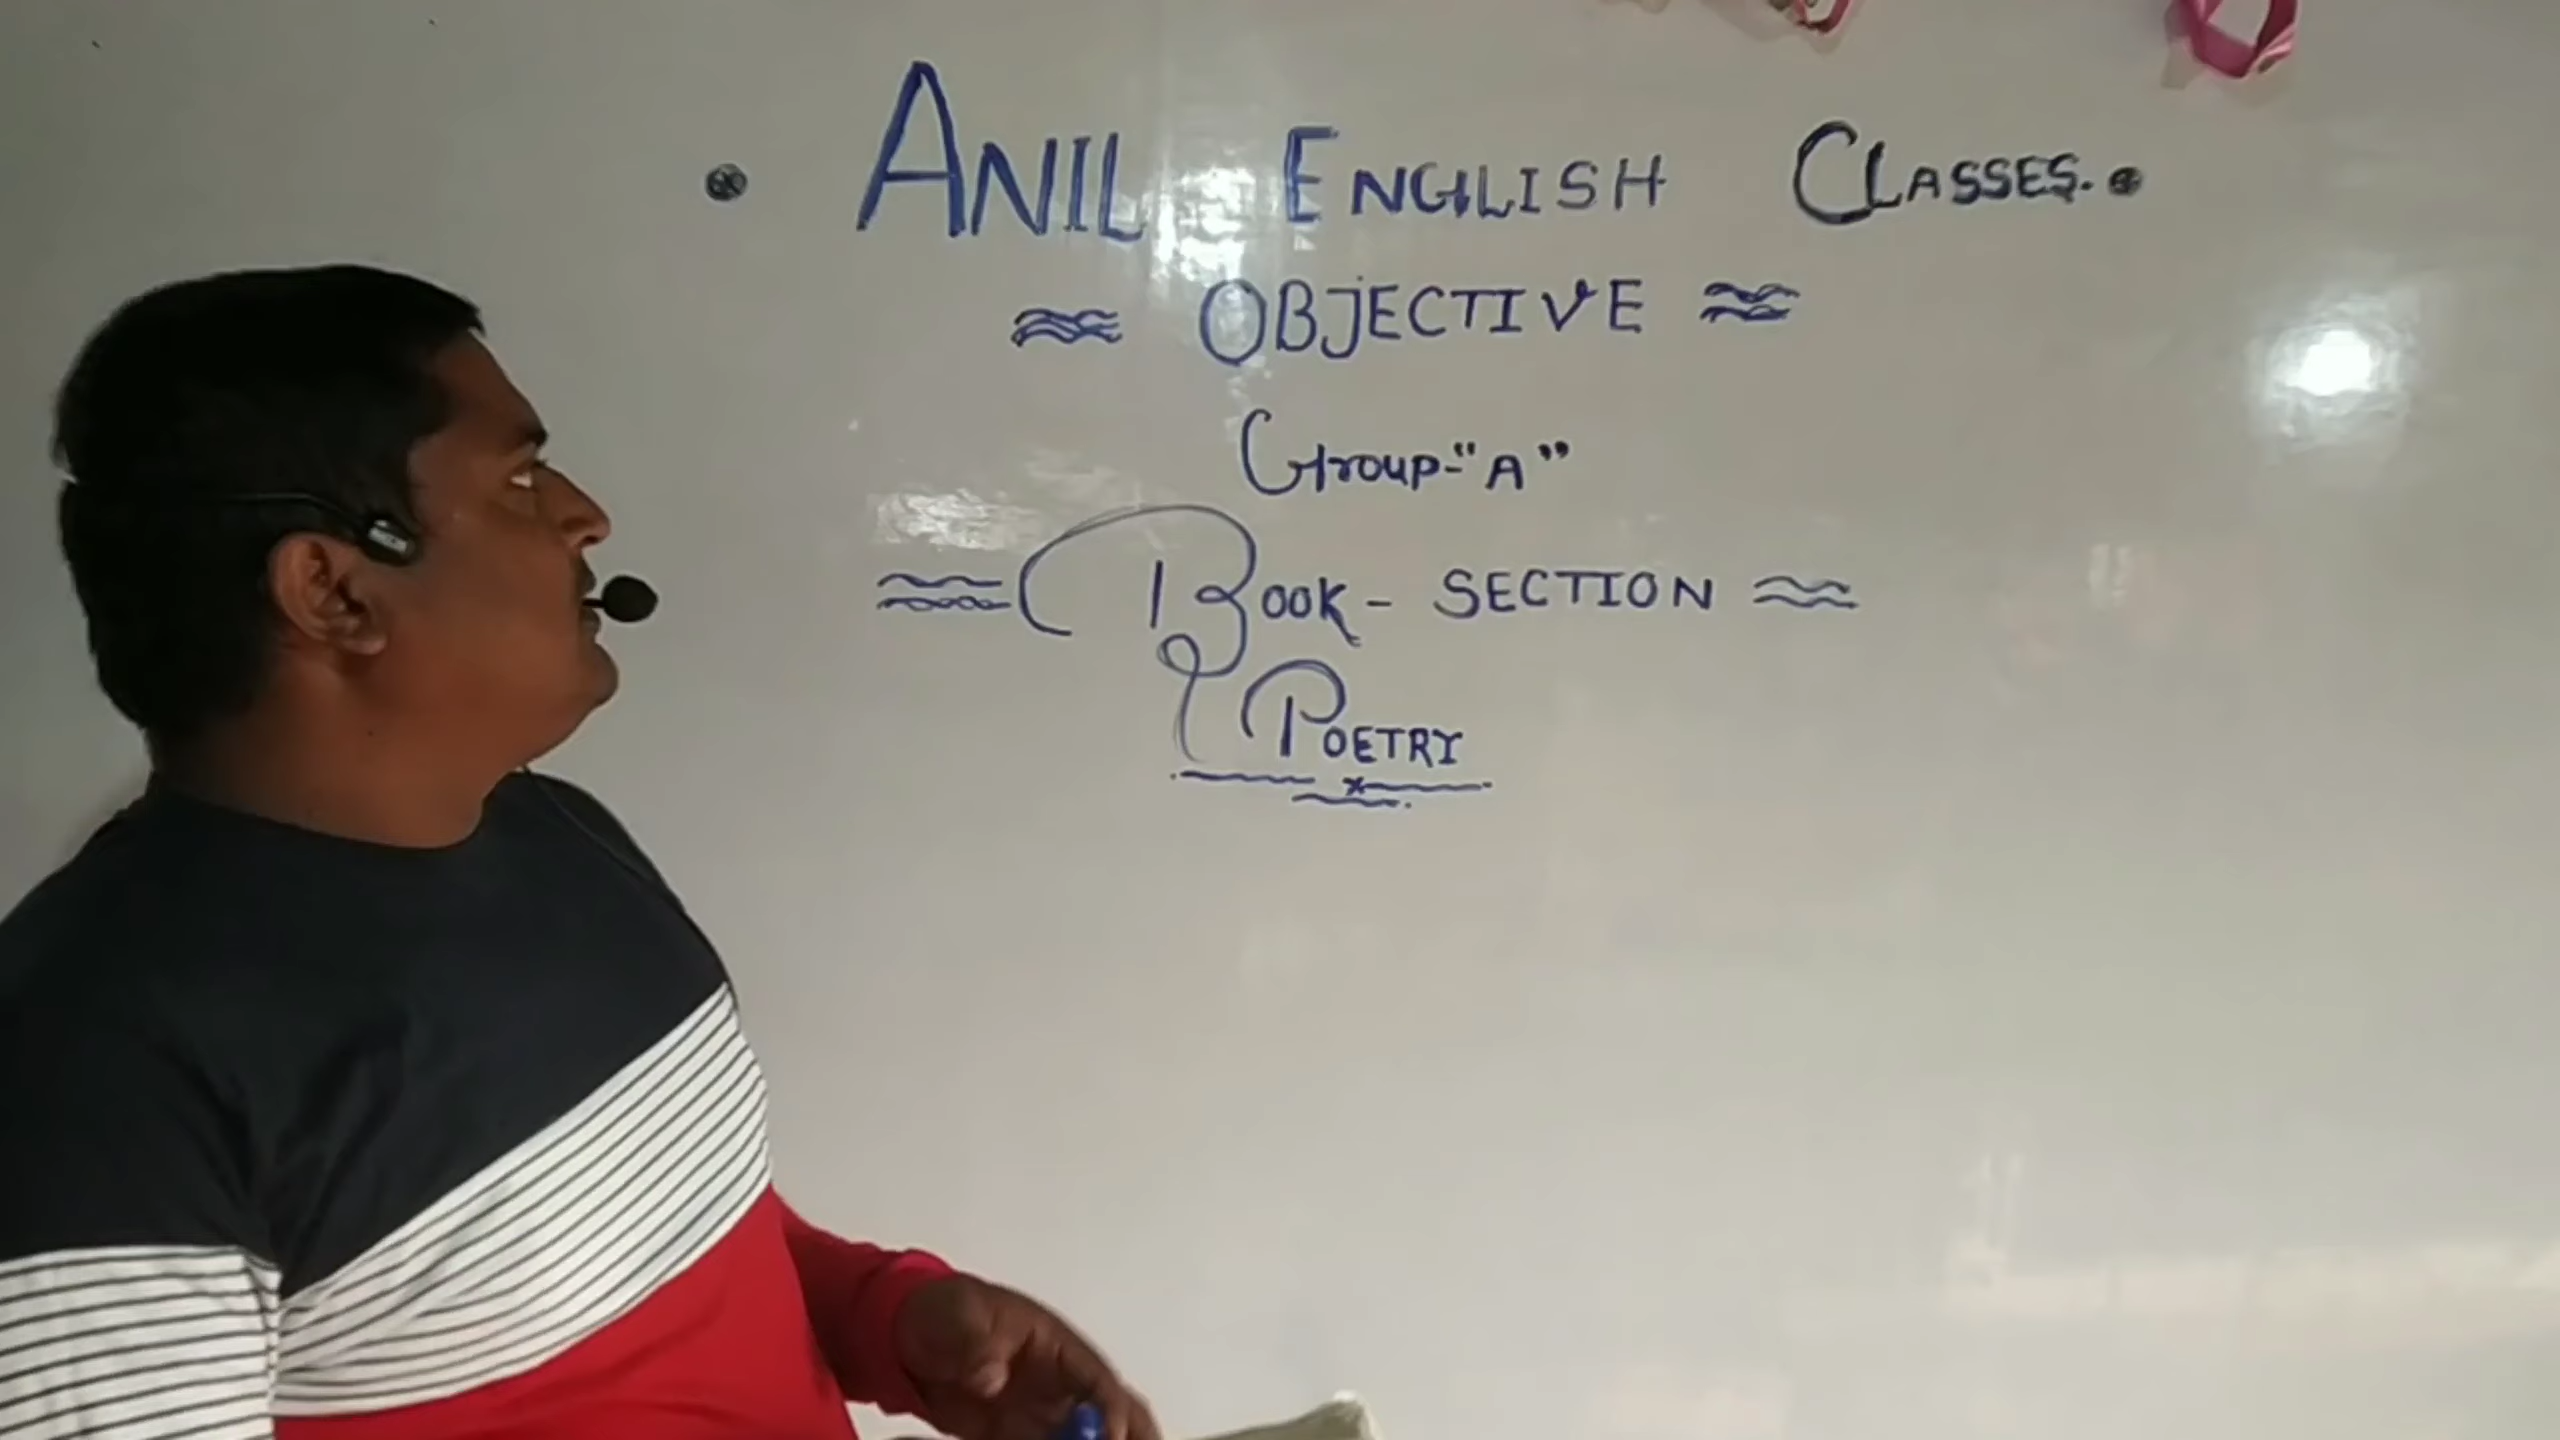 ANIL ENGLISH CLASSES.
OBJECTIVE
Group-"A"
BOOK - SECTION
POETRY